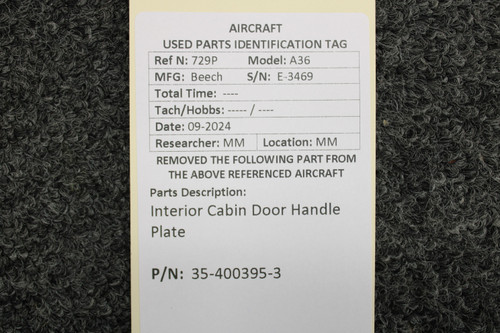 AIRCRAFT
USED PARTS IDENTIFICATION TAG
Ref N: 729P Model: A36
MFG: Beech S/N: E-3469
Total Time: ----
Tach/Hobbs: ----- / ----
Date: 09-2024
Researcher: MM Location: MM
REMOVED THE FOLLOWING PART FROM
THE ABOVE REFERENCED AIRCRAFT
Parts Description:
Interior Cabin Door Handle
Plate
P/N: 35-400395-3